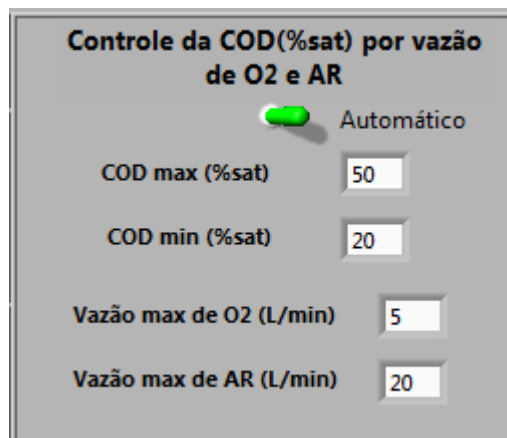 Controle da COD(%sat) por vazão
de O2 e AR
Automático
COD max (%sat) 50
COD min (%sat) 20
Vazão max de O2 (L/min) 5
Vazão max de AR (L/min) 20